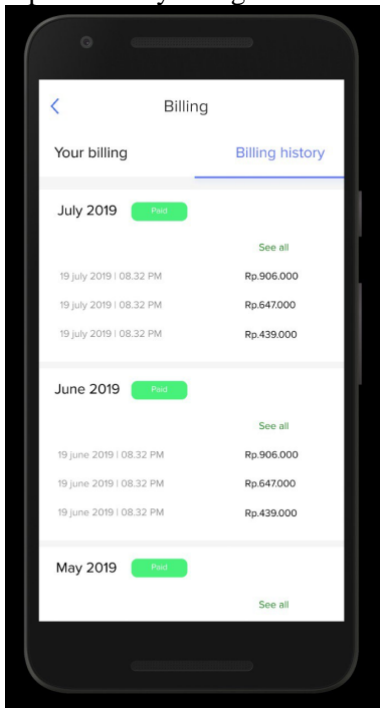 Billing
Your billing Billing history
July 2019 Paid
See all
19 july 2019 | 08.32 PM Rp.906.000
19 july 2019 | 08.32 PM Rp.647.000
19 july 2019 | 08.32 PM Rp.439.000
June 2019 Paid
See all
19 june 2019 | 08.32 PM Rp.906.000
19 june 2019 | 08.32 PM Rp.647.000
19 june 2019 | 08.32 PM Rp.439.000
May 2019 Paid
See all